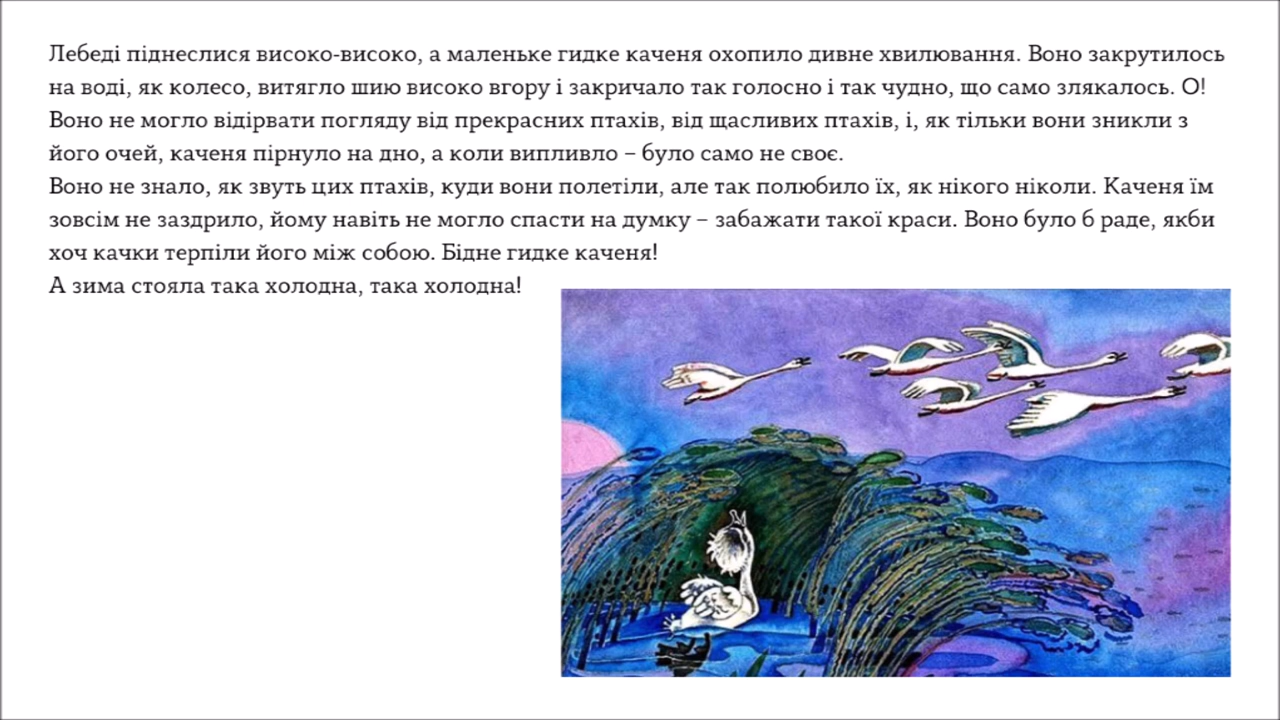 Лебеді піднеслися високо-високо, а маленьке гидке каченя охопило дивне хвилювання. Воно закрутилось
на воді, як колесо, витягло шию високо вгору і закричало так голосно і так чудно, що само злякалось. О!
Воно не могло відірвати погляду від прекрасних птахів, від щасливих птахів, і, як тільки вони зникли з
його очей, каченя пірнуло на дно, а коли випливло – було само не своє.
Воно не знало, як звуть цих птахів, куди вони полетіли, але так полюбило їх, як нікого ніколи. Каченя їм
зовсім не заздрило, йому навіть не могло спасти на думку – забажати такої краси. Воно було б раде, якби
хоч качки терпіли його між собою. Бідне гидке каченя!
А зима стояла така холодна, така холодна!